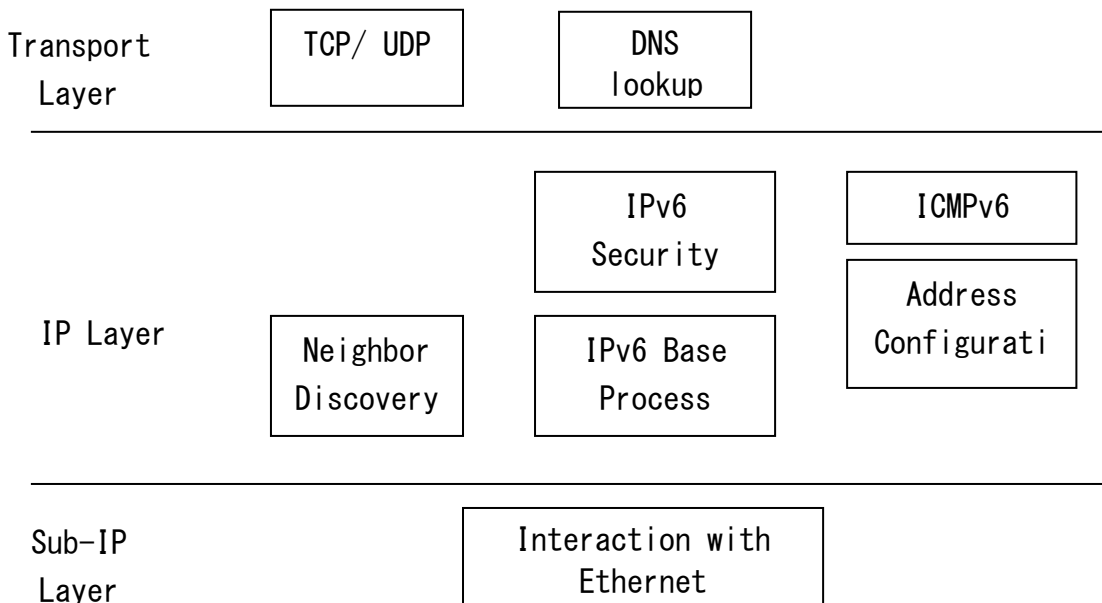 Transport
Layer
TCP/ UDP
DNS
lookup
IPv6
Security
ICMPv6
Address
Configurati
IP Layer
Neighbor
Discovery
IPv6 Base
Process
Sub-IP
Layer
Interaction with
Ethernet